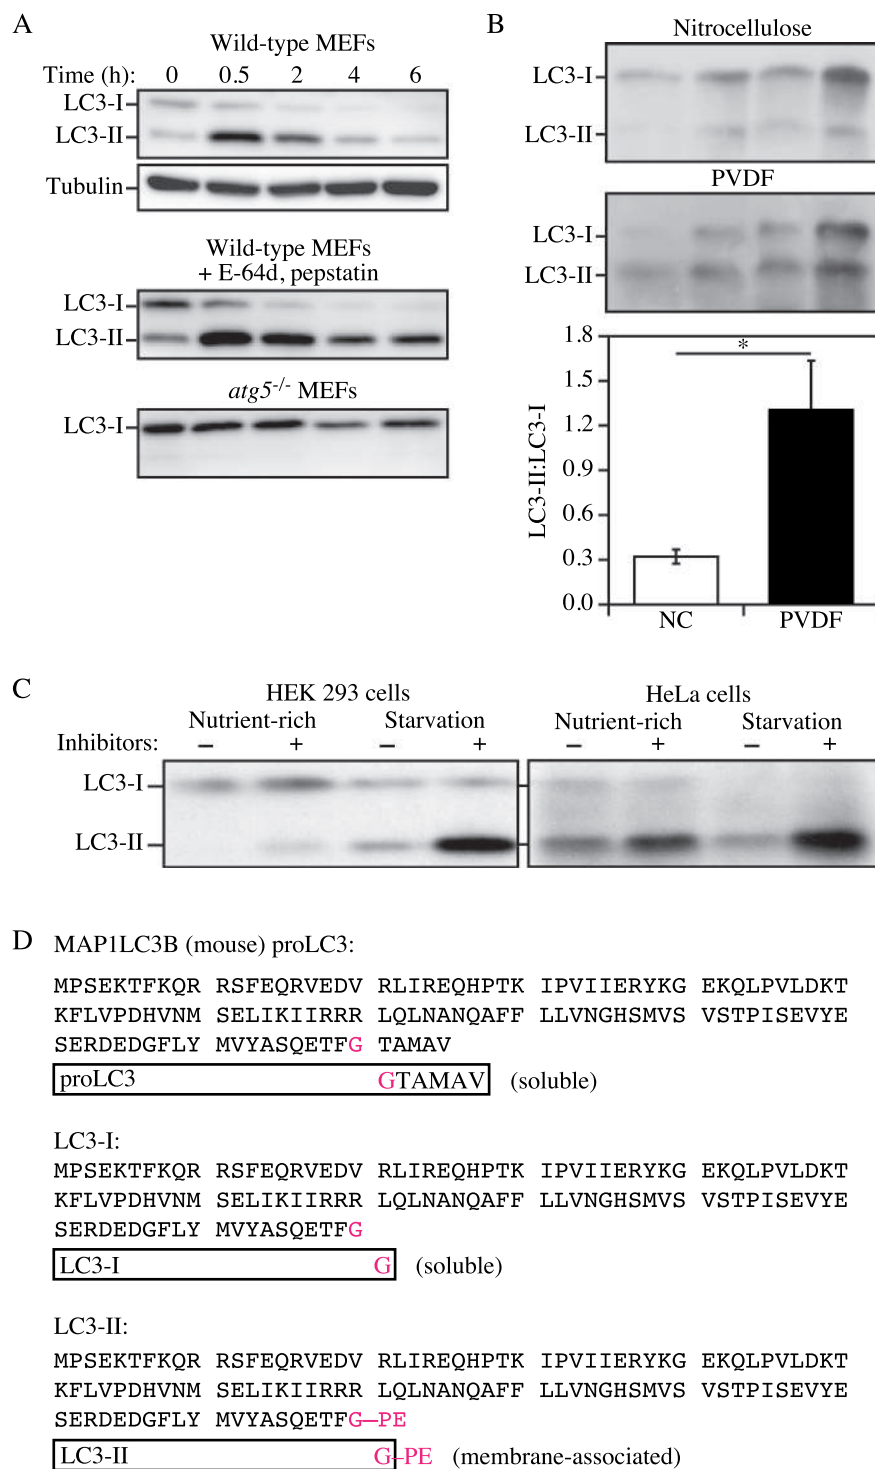 A
Wild-type MEFs
Time (h): 0 0.5 2 4 6
LC3-I
LC3-II
Tubulin
Wild-type MEFs
+ E-64d, pepstatin
LC3-I
LC3-II
atg5-/- MEFs
LC3-I
B
Nitrocellulose
LC3-I
LC3-II
PVDF
LC3-I
LC3-II
1.8
*
1.5
1.2
0.9
0.6
0.3
0.0
LC3-II:LC3-I
NC PVDF
C
HEK 293 cells HeLa cells
Nutrient-rich Starvation Nutrient-rich Starvation
Inhibitors: – + – + – + – +
LC3-I
LC3-II
D
MAP1LC3B (mouse) proLC3:
MPSEKTFKQR RSFEQRVEDV RLIREQHPTK IPVIIERYKG EKQLPVLDKT
KFLVPDHVNM SELIKIIRRR LQLNANQAFF LLVNGHSMVS VSTPISEVYE
SERDEDGFLY MVYASQETFG TAMAV
proLC3 GTAMAV (soluble)
LC3-I:
MPSEKTFKQR RSFEQRVEDV RLIREQHPTK IPVIIERYKG EKQLPVLDKT
KFLVPDHVNM SELIKIIRRR LQLNANQAFF LLVNGHSMVS VSTPISEVYE
SERDEDGFLY MVYASQETFG
LC3-I G (soluble)
LC3-II:
MPSEKTFKQR RSFEQRVEDV RLIREQHPTK IPVIIERYKG EKQLPVLDKT
KFLVPDHVNM SELIKIIRRR LQLNANQAFF LLVNGHSMVS VSTPISEVYE
SERDEDGFLY MVYASQETFG–PE
LC3-II G–PE (membrane-associated)